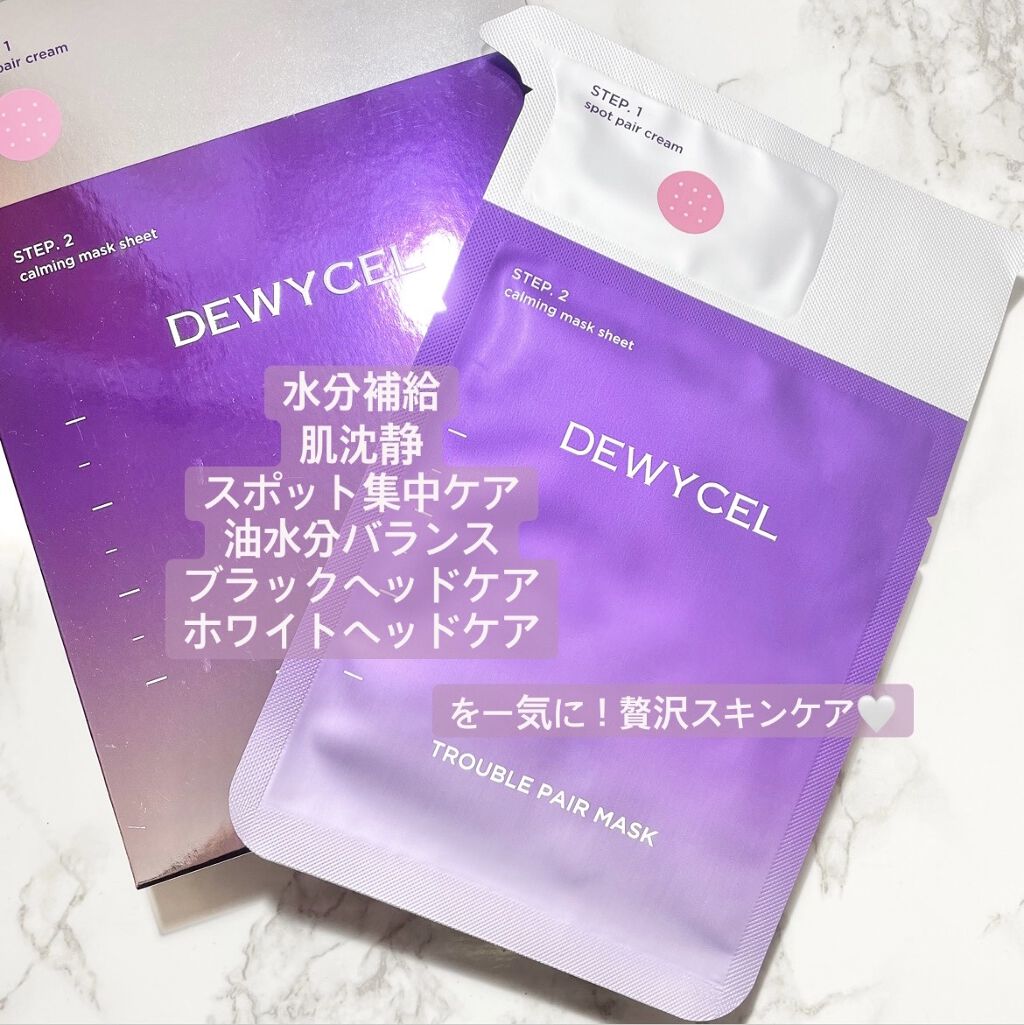 1
pair cream
STEP. 2
calming mask sheet
DEWYCEL
STEP. 1
spot pair cream
STEP. 2
calming mask sheet
DEWYCEL
水分補給
肌沈静
スポット集中ケア
油水分バランス
ブラックヘッドケア
ホワイトヘッドケア
を一気に！贅沢スキンケア🤍
TROUBLE PAIR MASK